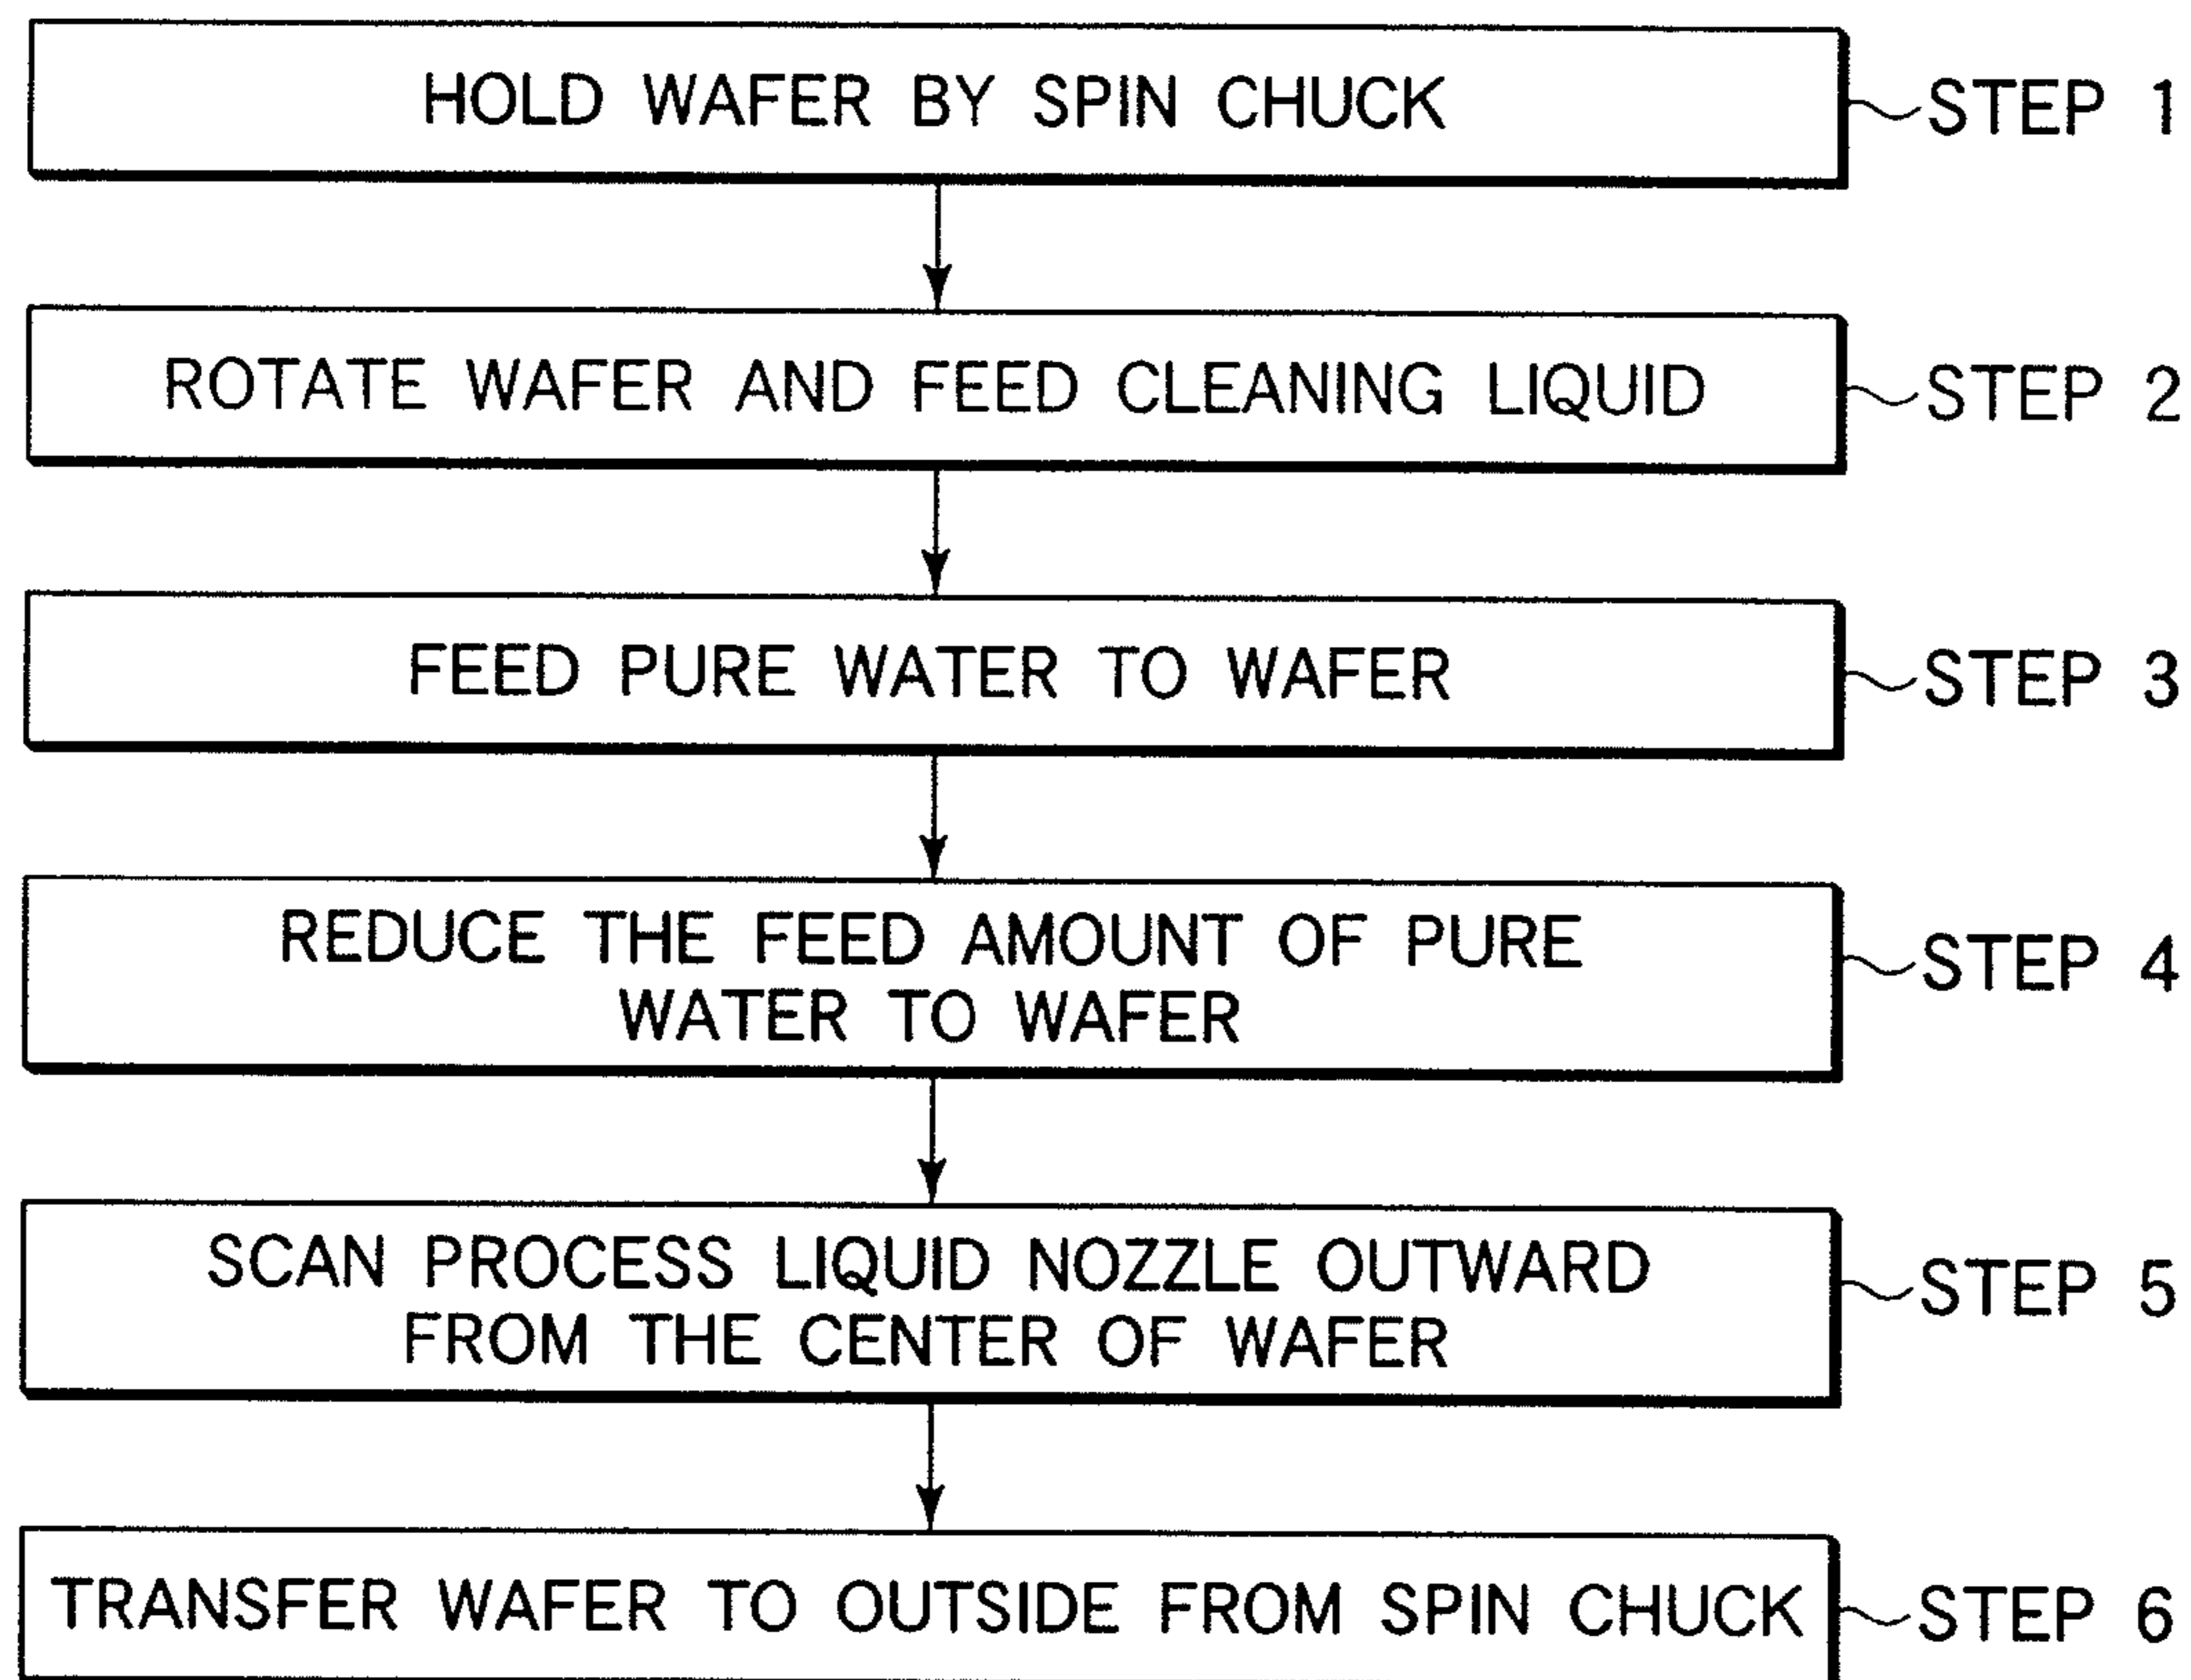 HOLD WAFER BY SPIN CHUCK
STEP 1
ROTATE WAFER AND FEED CLEANING LIQUID
STEP 2
FEED PURE WATER TO WAFER
STEP 3
REDUCE THE FEED AMOUNT OF PURE
WATER TO WAFER
STEP 4
SCAN PROCESS LIQUID NOZZLE OUTWARD
FROM THE CENTER OF WAFER
STEP 5
TRANSFER WAFER TO OUTSIDE FROM SPIN CHUCK
STEP 6